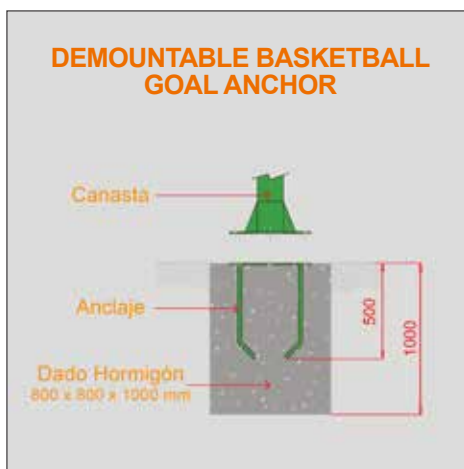 DEMOUNTABLE BASKETBALL
GOAL ANCHOR
Canasta
Anclaje
500
1000
Dado Hormigón
800 x 800 x 1000 mm